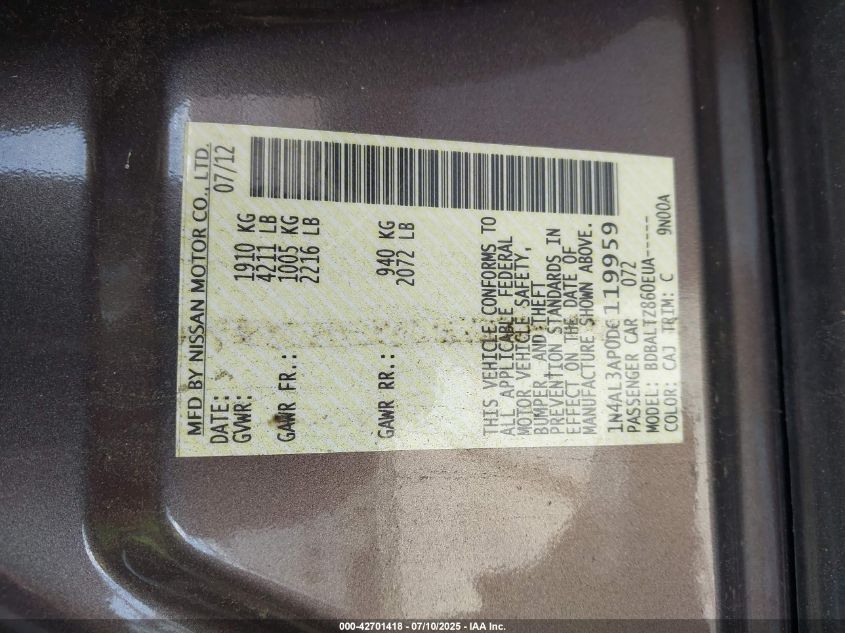 MFD BY NISSAN MOTOR CO., LTD.
DATE: 07/12
GVWR: 1910 KG
4211 LB
GAWR FR.: 1005 KG
2216 LB
GAWR RR.: 940 KG
2072 LB
THIS VEHICLE CONFORMS TO
ALL APPLICABLE FEDERAL
MOTOR VEHICLE SAFETY,
BUMPER, AND THEFT
PREVENTION STANDARDS IN
EFFECT ON THE DATE OF
MANUFACTURE SHOWN ABOVE.
1N4AL3AP0DC119959
PASSENGER CAR 072
MODEL: BDBALTZ860EUA-----
COLOR: CAJ TRIM: C 9N00A
000-42701418 - 07/10/2025 - IAA Inc.